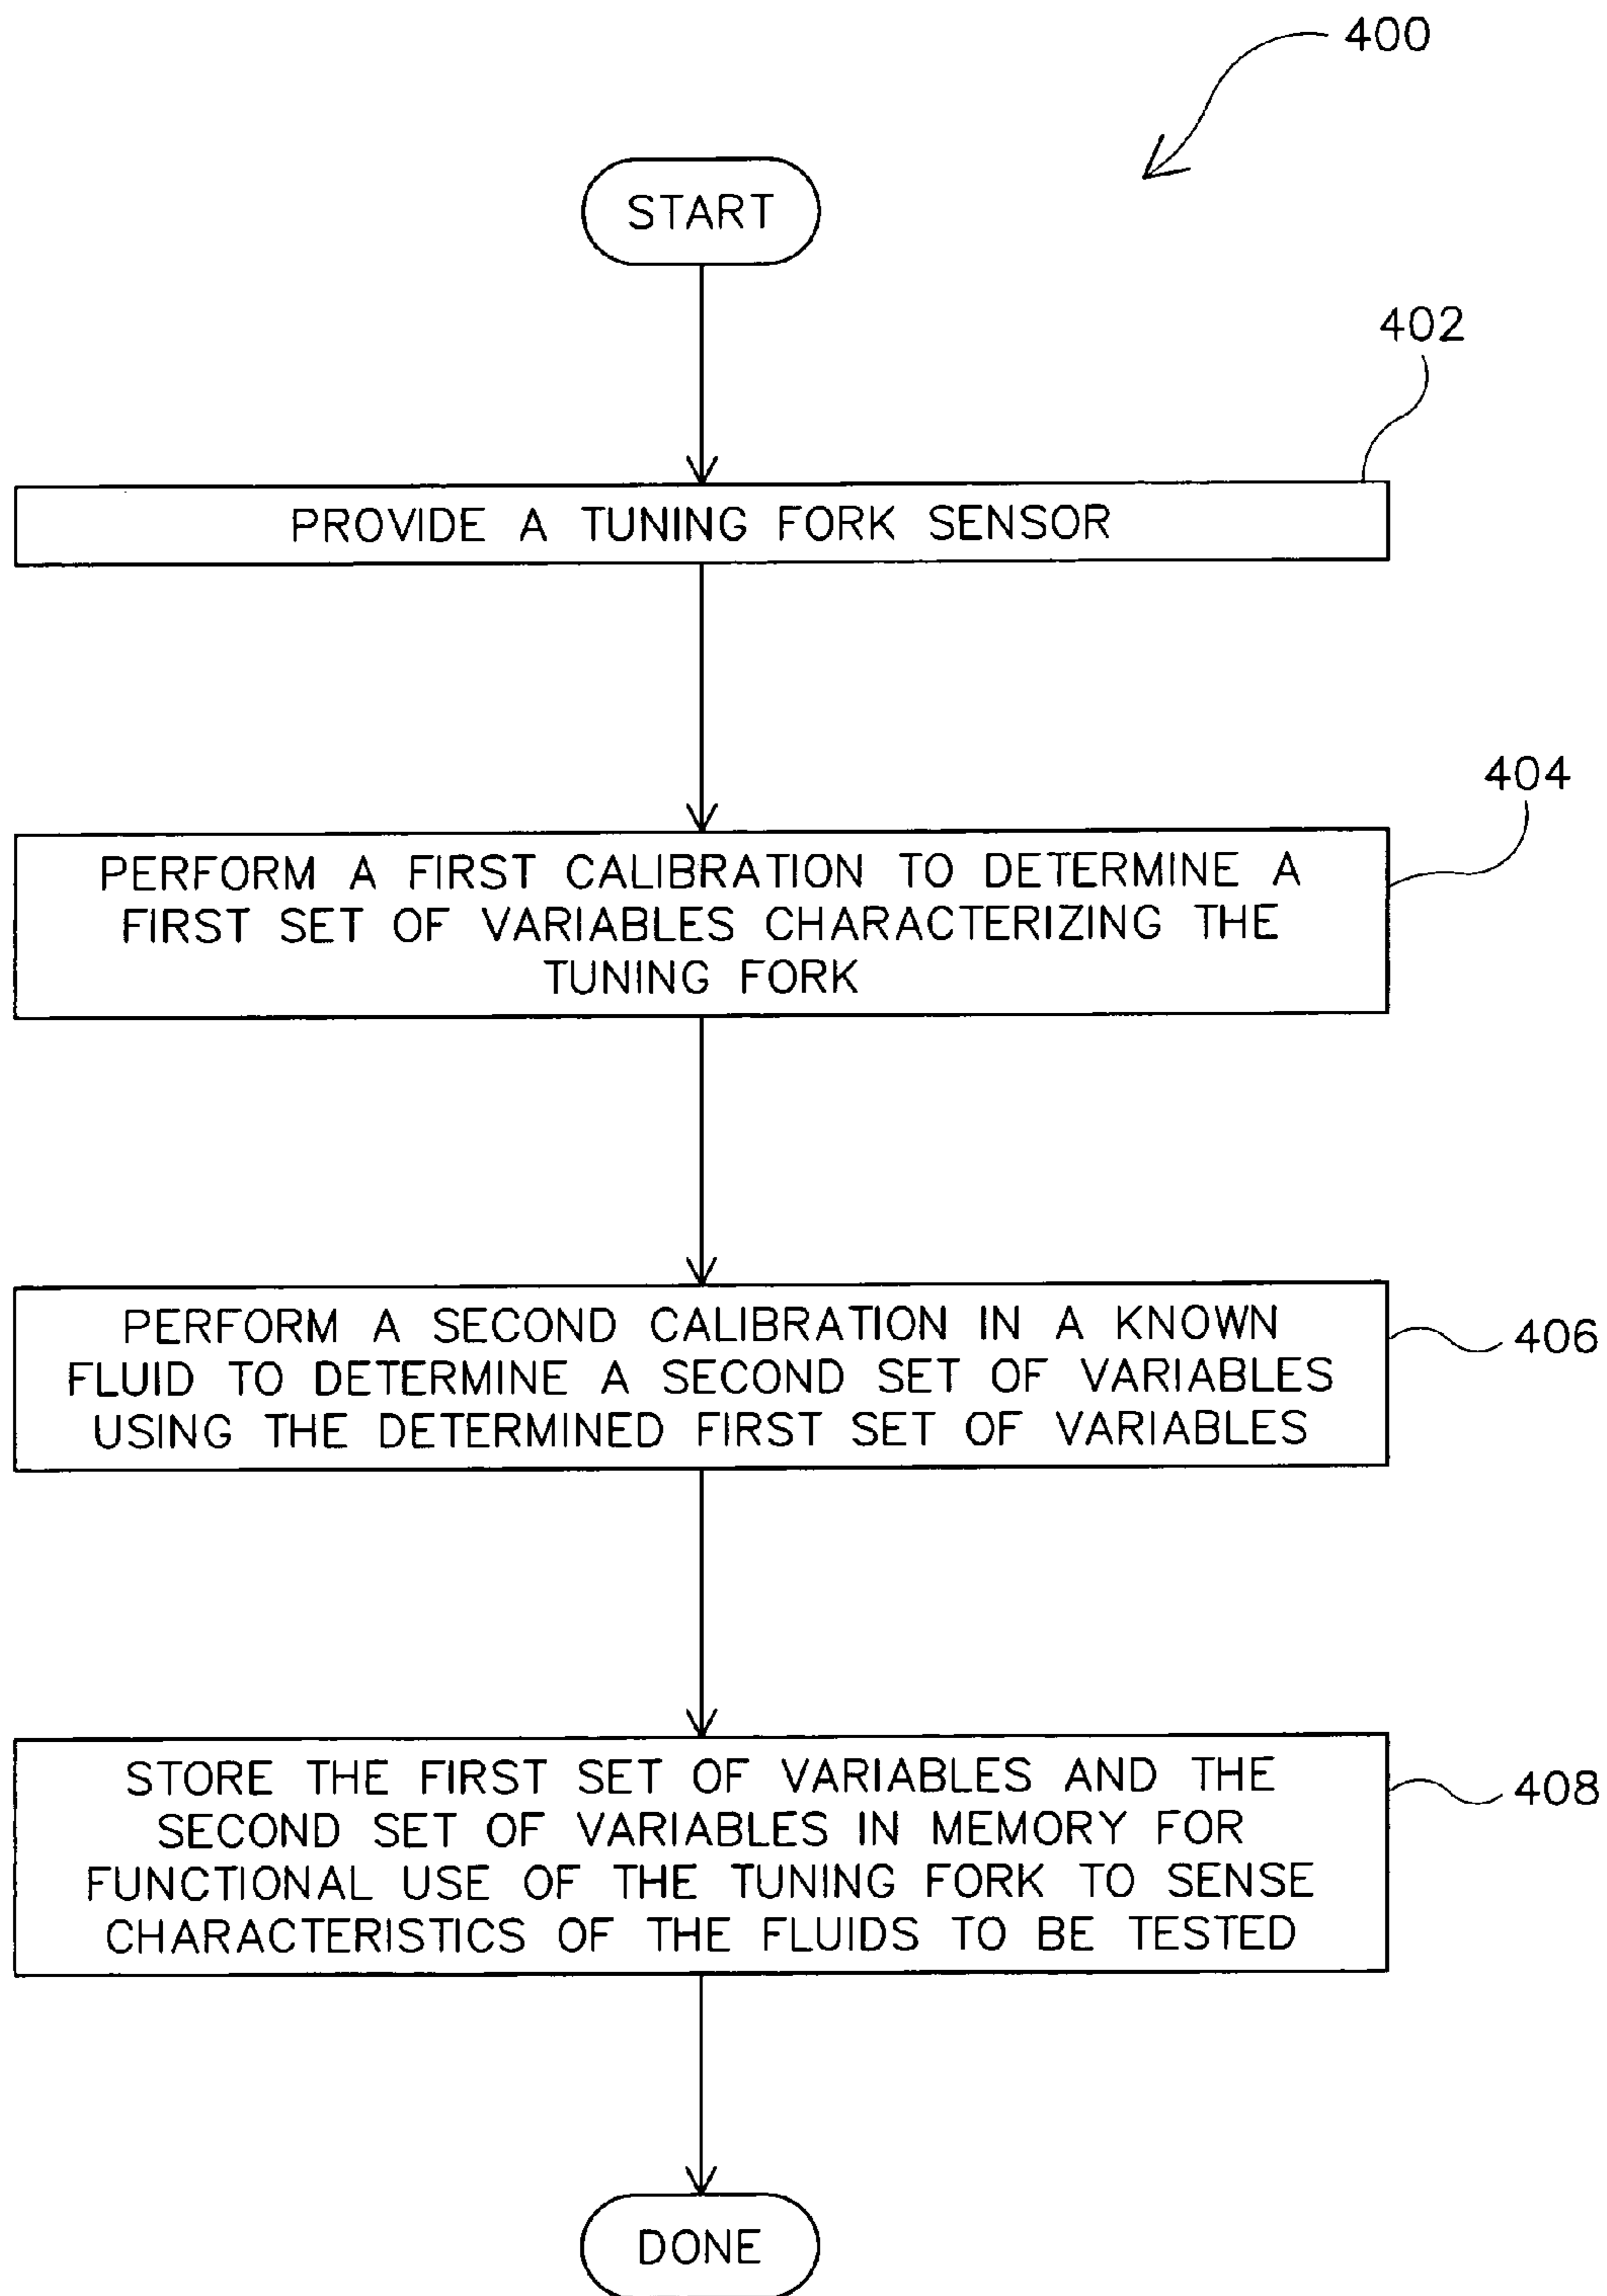 400
START
402
PROVIDE A TUNING FORK SENSOR
404
PERFORM A FIRST CALIBRATION TO DETERMINE A
FIRST SET OF VARIABLES CHARACTERIZING THE
TUNING FORK
PERFORM A SECOND CALIBRATION IN A KNOWN
FLUID TO DETERMINE A SECOND SET OF VARIABLES
USING THE DETERMINED FIRST SET OF VARIABLES
406
STORE THE FIRST SET OF VARIABLES AND THE
SECOND SET OF VARIABLES IN MEMORY FOR
FUNCTIONAL USE OF THE TUNING FORK TO SENSE
CHARACTERISTICS OF THE FLUIDS TO BE TESTED
408
DONE